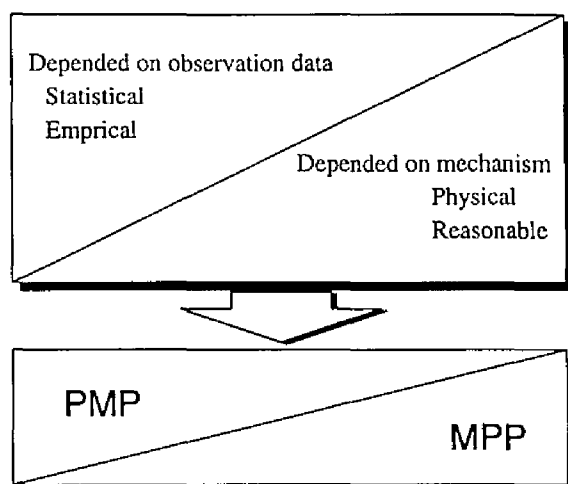 Depended on observation data
Statistical
Emprical
Depended on mechanism
Physical
Reasonable
PMP
MPP